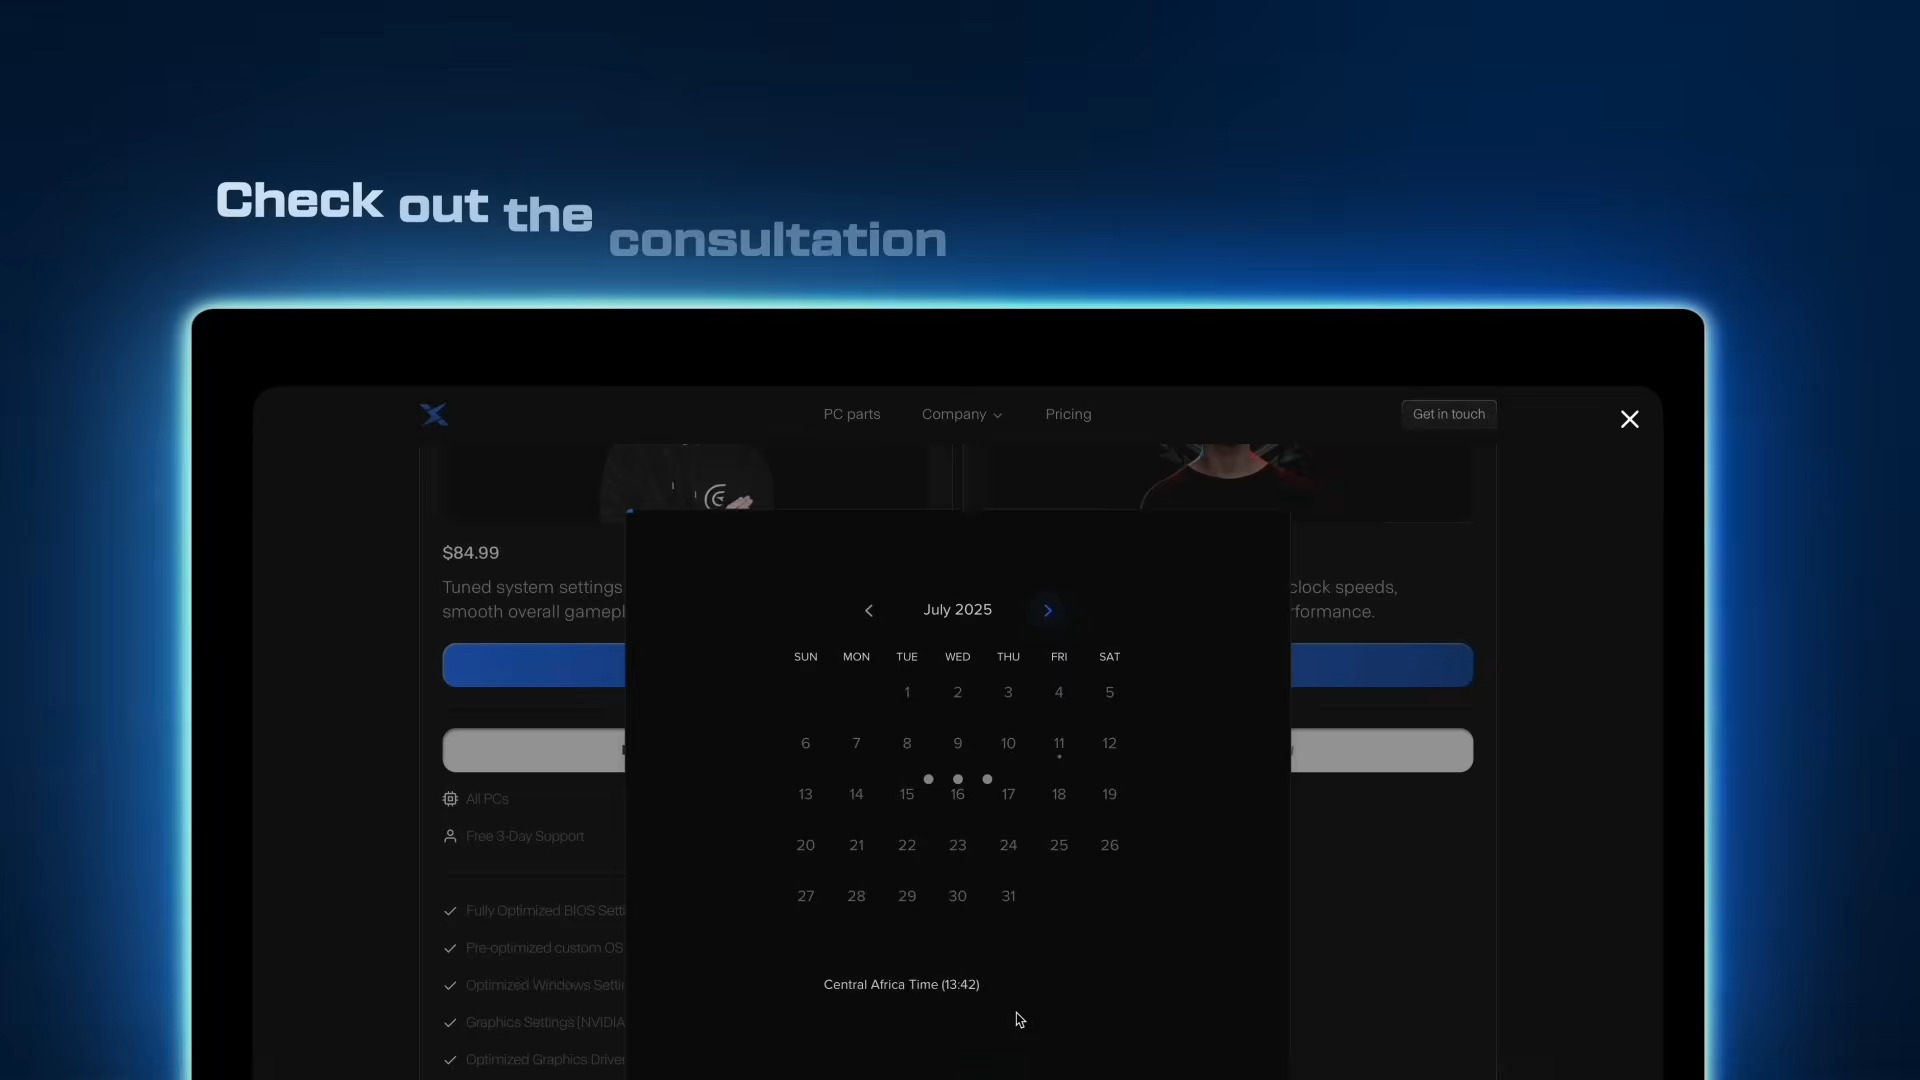 Check out the consultation
PC parts
Company
Pricing
Get in touch
$84.99
Tuned system settings
smooth overall gamepl
clock speeds,
formance.
All PCs
Free 3-Day Support
Fully Optimized BIOS Setti
Pre-optimized custom OS
Optimized Windows Settin
Graphics Settings [NVIDIA
Optimized Graphics Driver
July 2025
SUN MON TUE WED THU FRI SAT
1 2 3 4 5
6 7 8 9 10 11 12
13 14 15 16 17 18 19
20 21 22 23 24 25 26
27 28 29 30 31
Central Africa Time (13:42)